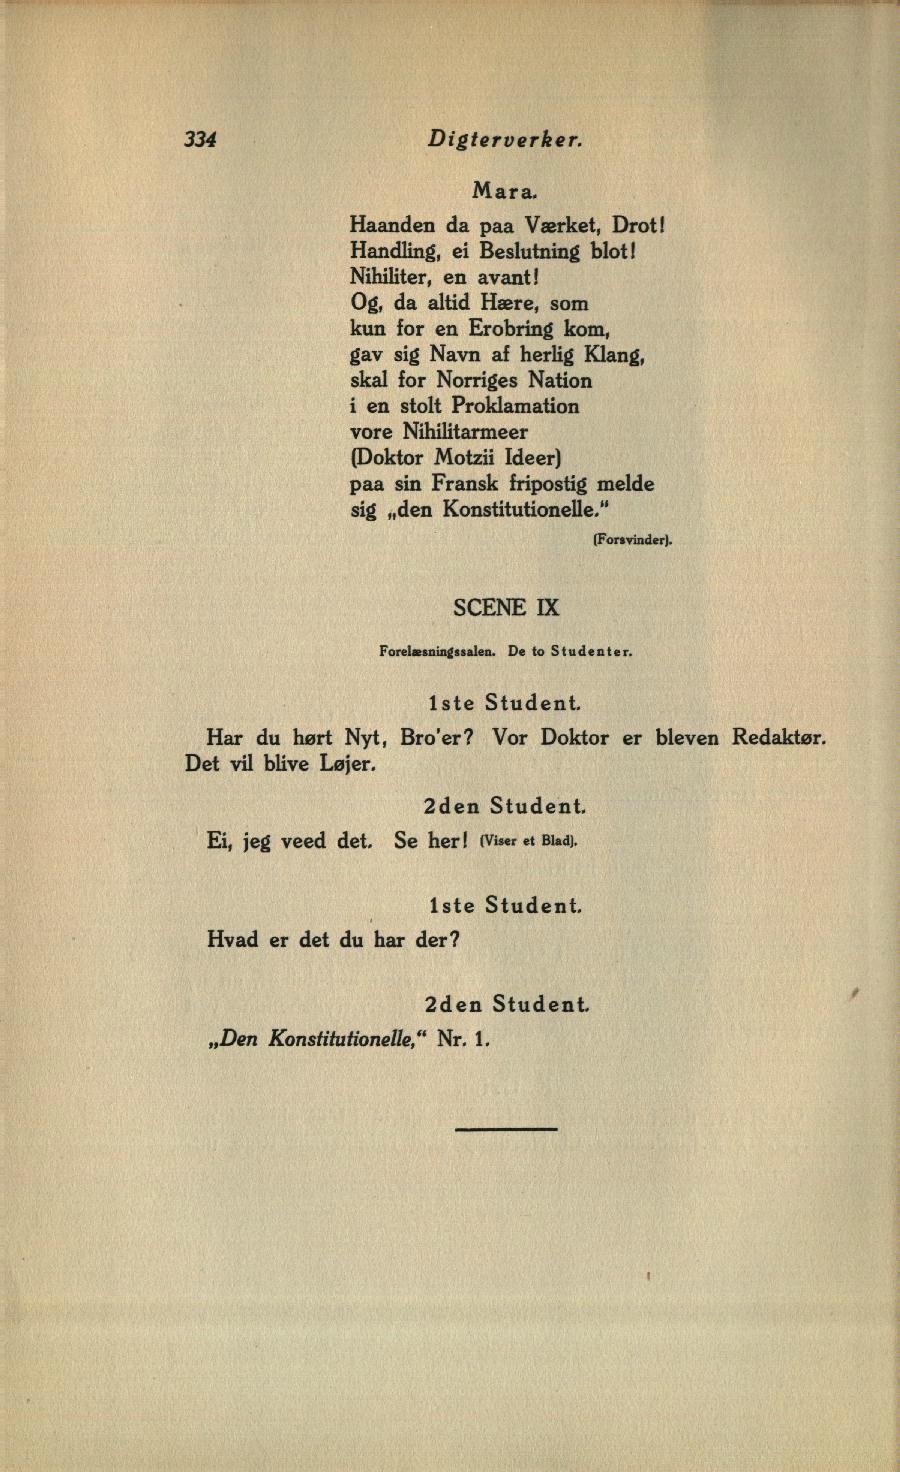 334 Digterverker.
Mara.
Haanden da paa Værket, Drot!
Handling, ei Beslutning blot!
Nihiliter, en avant!
Og, da altid Hære, som
kun for en Erobring kom,
gav sig Navn af herlig Klang,
skal for Norriges Nation
i en stolt Proklamation
vore Nihilitarmeer
(Doktor Motzii Ideer)
paa sin Fransk fripostig melde
sig „den Konstitutionelle.“
(Forsvinder).
SCENE IX
Forelæsningssalen. De to Studenter.
1ste Student.
Har du hørt Nyt, Bro'er? Vor Doktor er bleven Redaktør.
Det vil blive Løjer.
2den Student.
Ei, jeg veed det. Se her! (Viser et Blad).
1ste Student.
Hvad er det du har der?
2den Student.
„Den Konstitutionelle,“ Nr. 1.